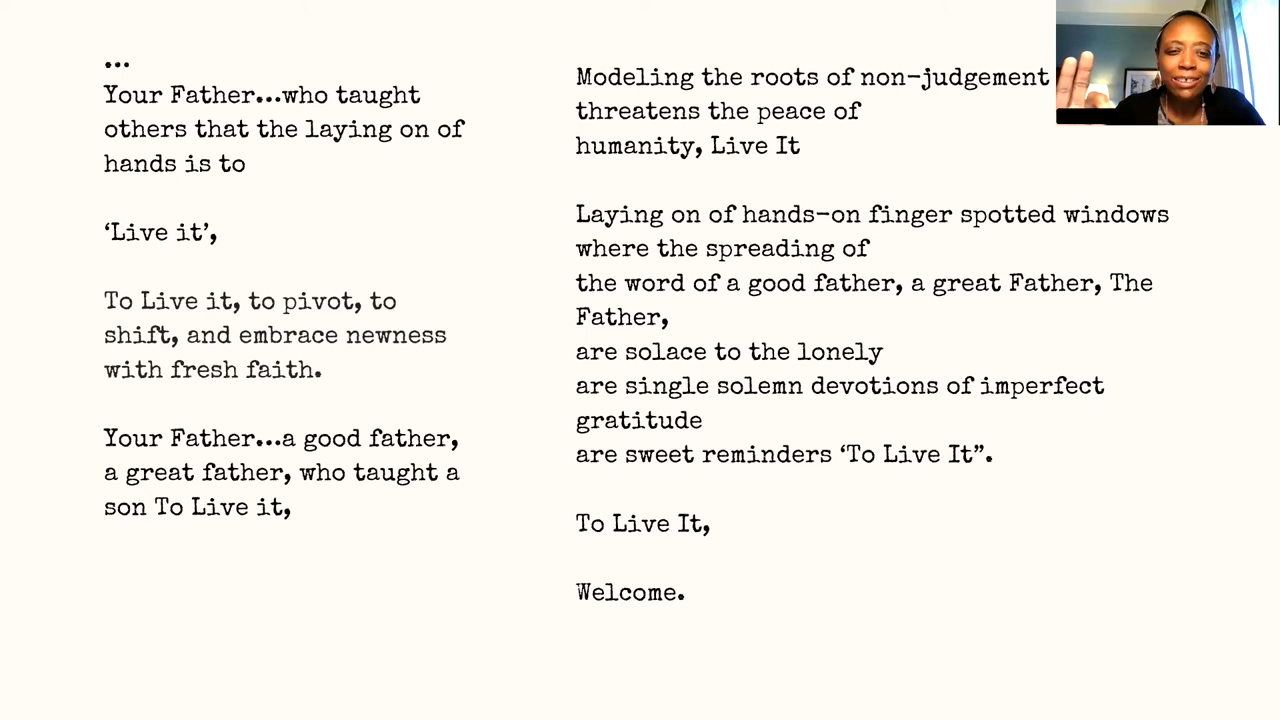 ...
Your Father...who taught
others that the laying on of
hands is to
‘Live it’,
To Live it, to pivot, to
shift, and embrace newness
with fresh faith.
Your Father...a good father,
a great father, who taught a
son To Live it,
Modeling the roots of non-judgement
threatens the peace of
humanity, Live It
Laying on of hands-on finger spotted windows
where the spreading of
the word of a good father, a great Father, The
Father,
are solace to the lonely
are single solemn devotions of imperfect
gratitude
are sweet reminders ‘To Live It”.
To Live It,
Welcome.